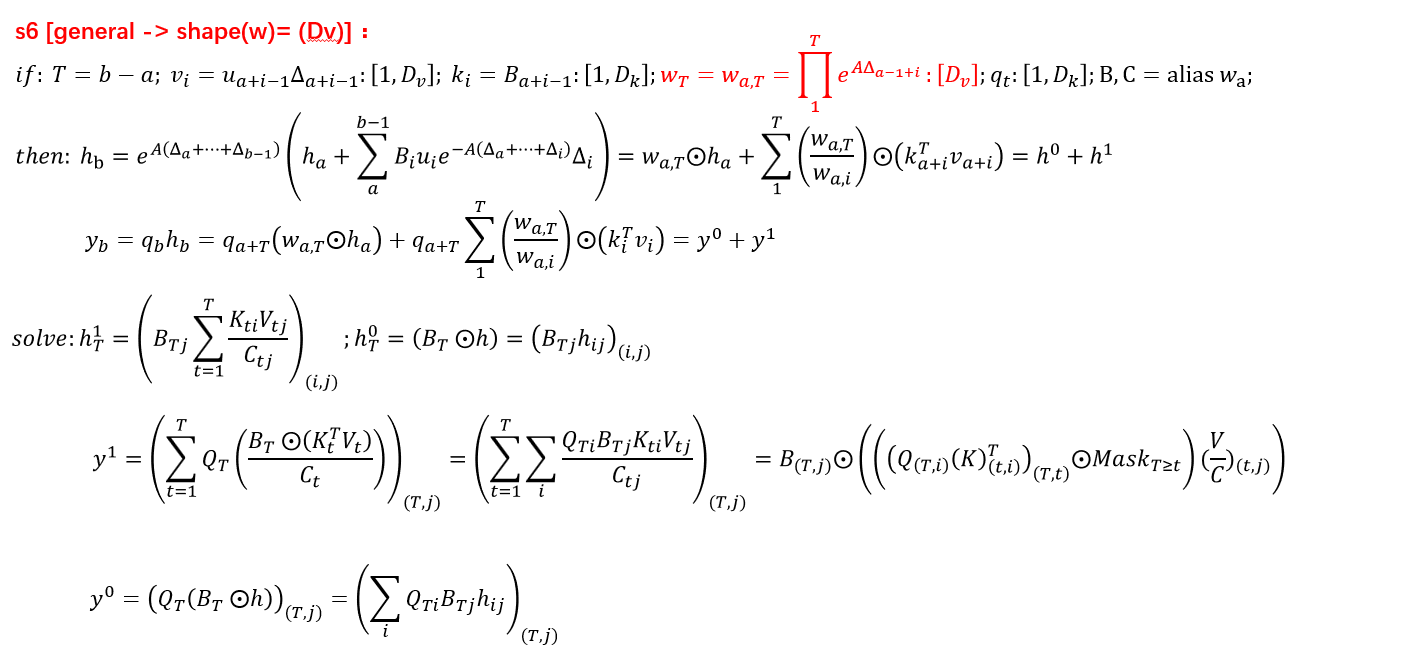 s6 [general -> shape(w)= (Dv)] :
if: T = b − a; v_i = u_{a+i−1}Δ_{a+i−1}: [1, D_v]; k_i = B_{a+i−1}: [1, D_k]; w_T = w_{a,T} = ∏_{1}^{T} e^{AΔ_{a−1+i}} : [D_v]; q_t: [1, D_k]; B, C = alias w_a;
then: h_b = e^{A(Δ_a+⋯+Δ_{b−1})} (h_a + ∑_{a}^{b−1} B_i u_i e^{−A(Δ_a+⋯+Δ_i)} Δ_i) = w_{a,T}⊙h_a + ∑_{1}^{T} (w_{a,T}/w_{a,i}) ⊙(k_{a+i}^T v_{a+i}) = h^0 + h^1
y_b = q_b h_b = q_{a+T}(w_{a,T}⊙h_a) + q_{a+T} ∑_{1}^{T} (w_{a,T}/w_{a,i}) ⊙(k_i^T v_i) = y^0 + y^1
solve: h_T^1 = (B_{Tj} ∑_{t=1}^{T} K_{ti}V_{tj}/C_{tj})_{(i,j)} ; h_T^0 = (B_T ⊙h) = (B_{Tj}h_{ij})_{(i,j)}
y^1 = (∑_{t=1}^{T} Q_T (B_T ⊙(K_t^T V_t)/C_t))_{(T,j)} = (∑_{t=1}^{T} ∑_i Q_{Ti}B_{Tj}K_{ti}V_{tj}/C_{tj})_{(T,j)} = B_{(T,j)}⊙(((Q_{(T,i)}(K)_{(t,i)}^T)_{(T,t)}⊙Mask_{T≥t}) (V/C)_{(t,j)})
y^0 = (Q_T(B_T ⊙h))_{(T,j)} = (∑_i Q_{Ti}B_{Tj}h_{ij})_{(T,j)}